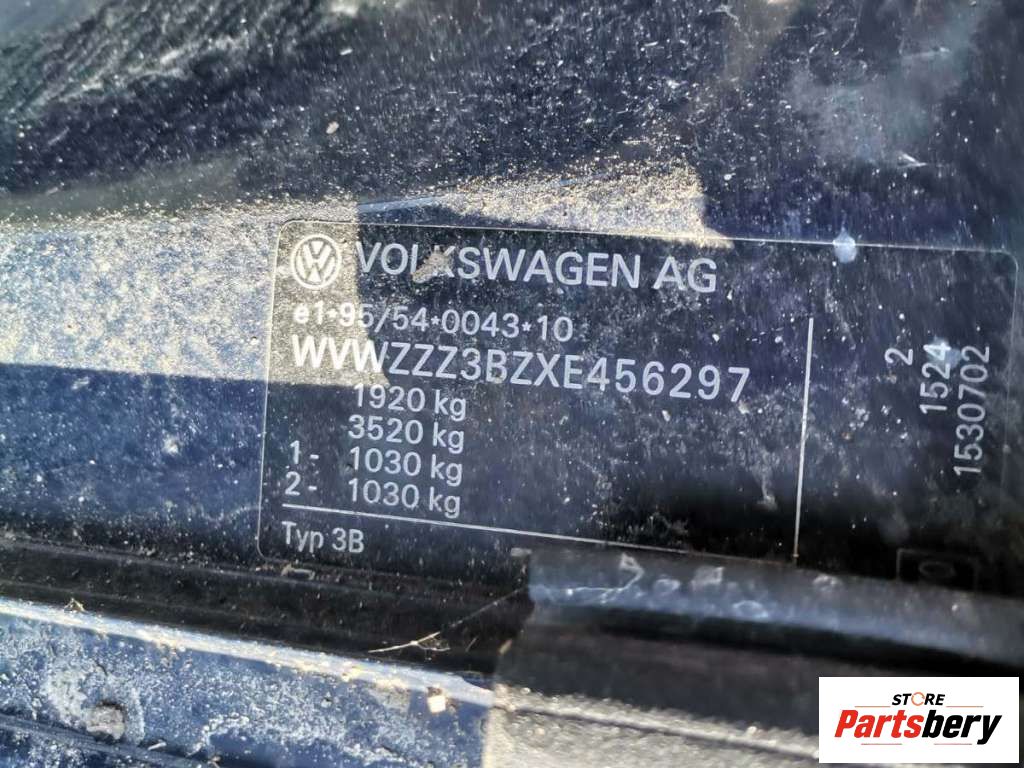 VOLKSWAGEN AG
e1*95/54*0043*10
WVWZZZ3BZXE456297
1920 kg
3520 kg
1- 1030 kg
2- 1030 kg
Typ 3B
2
1524
1530702
STORE
Partsbery